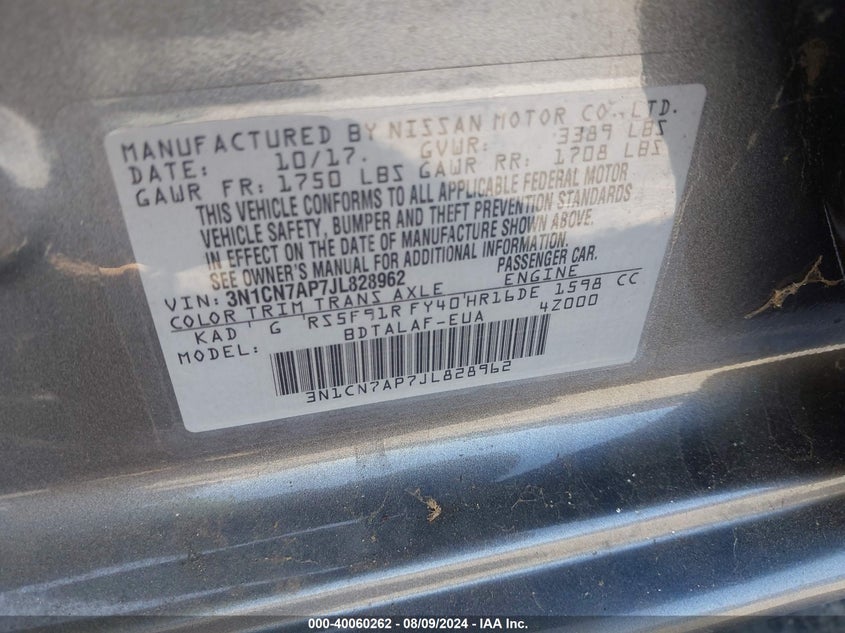 MANUFACTURED BY NISSAN MOTOR CO.,LTD.
DATE: 10/17. GVWR: 3389 LBS
GAWR FR: 1750 LBS GAWR RR: 1708 LBS
THIS VEHICLE CONFORMS TO ALL APPLICABLE FEDERAL MOTOR
VEHICLE SAFETY, BUMPER AND THEFT PREVENTION STANDARDS
IN EFFECT ON THE DATE OF MANUFACTURE SHOWN ABOVE.
SEE OWNER'S MANUAL FOR ADDITIONAL INFORMATION.
VIN: 3N1CN7AP7JL828962 PASSENGER CAR.
COLOR TRIM TRANS AXLE ENGINE
KAD G RS5F91R FY40 HR16DE 1598 CC
MODEL: BDTALAF-EUA 4Z000
3N1CN7AP7JL828962
000-40060262 - 08/09/2024 - IAA Inc.